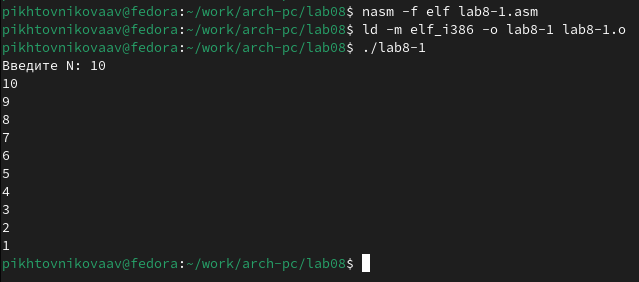 pikhtovnikovaav@fedora:~/work/arch-pc/lab08$ nasm -f elf lab8-1.asm
pikhtovnikovaav@fedora:~/work/arch-pc/lab08$ ld -m elf_i386 -o lab8-1 lab8-1.o
pikhtovnikovaav@fedora:~/work/arch-pc/lab08$ ./lab8-1
Введите N: 10
10
9
8
7
6
5
4
3
2
1
pikhtovnikovaav@fedora:~/work/arch-pc/lab08$